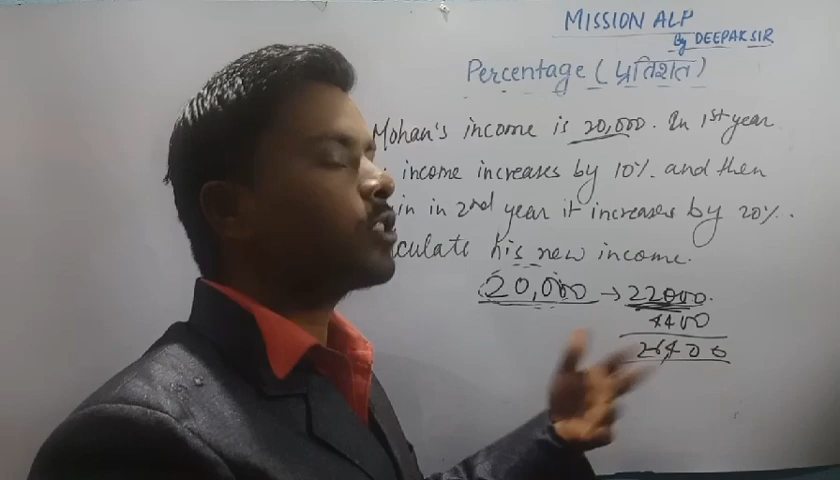 MISSION ALP
By DEEPAK SIR
Percentage (प्रतिशत)
Mohan's income is 20,000. In 1st year
income increases by 10%. and then
in in 2nd year it increases by 20%.
culate his new income.
20,000 → 22000.
4400
26400